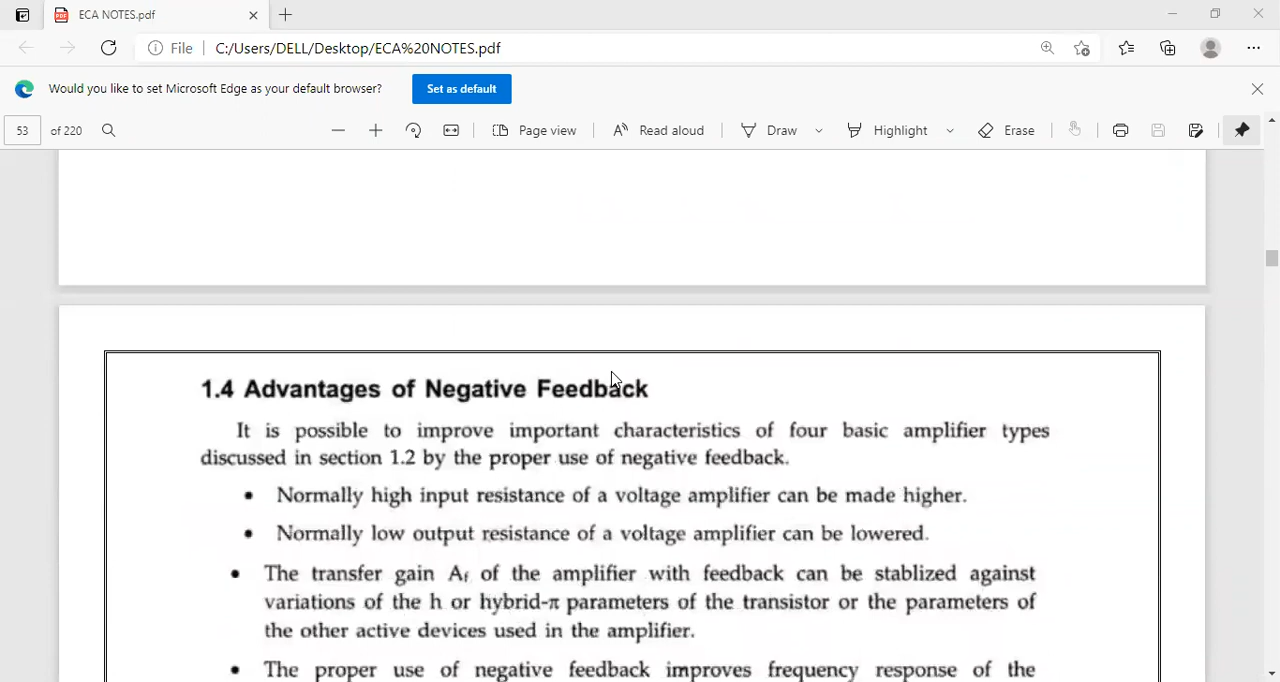 ECA NOTES.pdf
File C:/Users/DELL/Desktop/ECA%20NOTES.pdf
Would you like to set Microsoft Edge as your default browser? Set as default
53 of 220 Page view Read aloud Draw Highlight Erase
1.4 Advantages of Negative Feedback
It is possible to improve important characteristics of four basic amplifier types
discussed in section 1.2 by the proper use of negative feedback.
• Normally high input resistance of a voltage amplifier can be made higher.
• Normally low output resistance of a voltage amplifier can be lowered.
• The transfer gain Af of the amplifier with feedback can be stablized against
variations of the h or hybrid-π parameters of the transistor or the parameters of
the other active devices used in the amplifier.
• The proper use of negative feedback improves frequency response of the